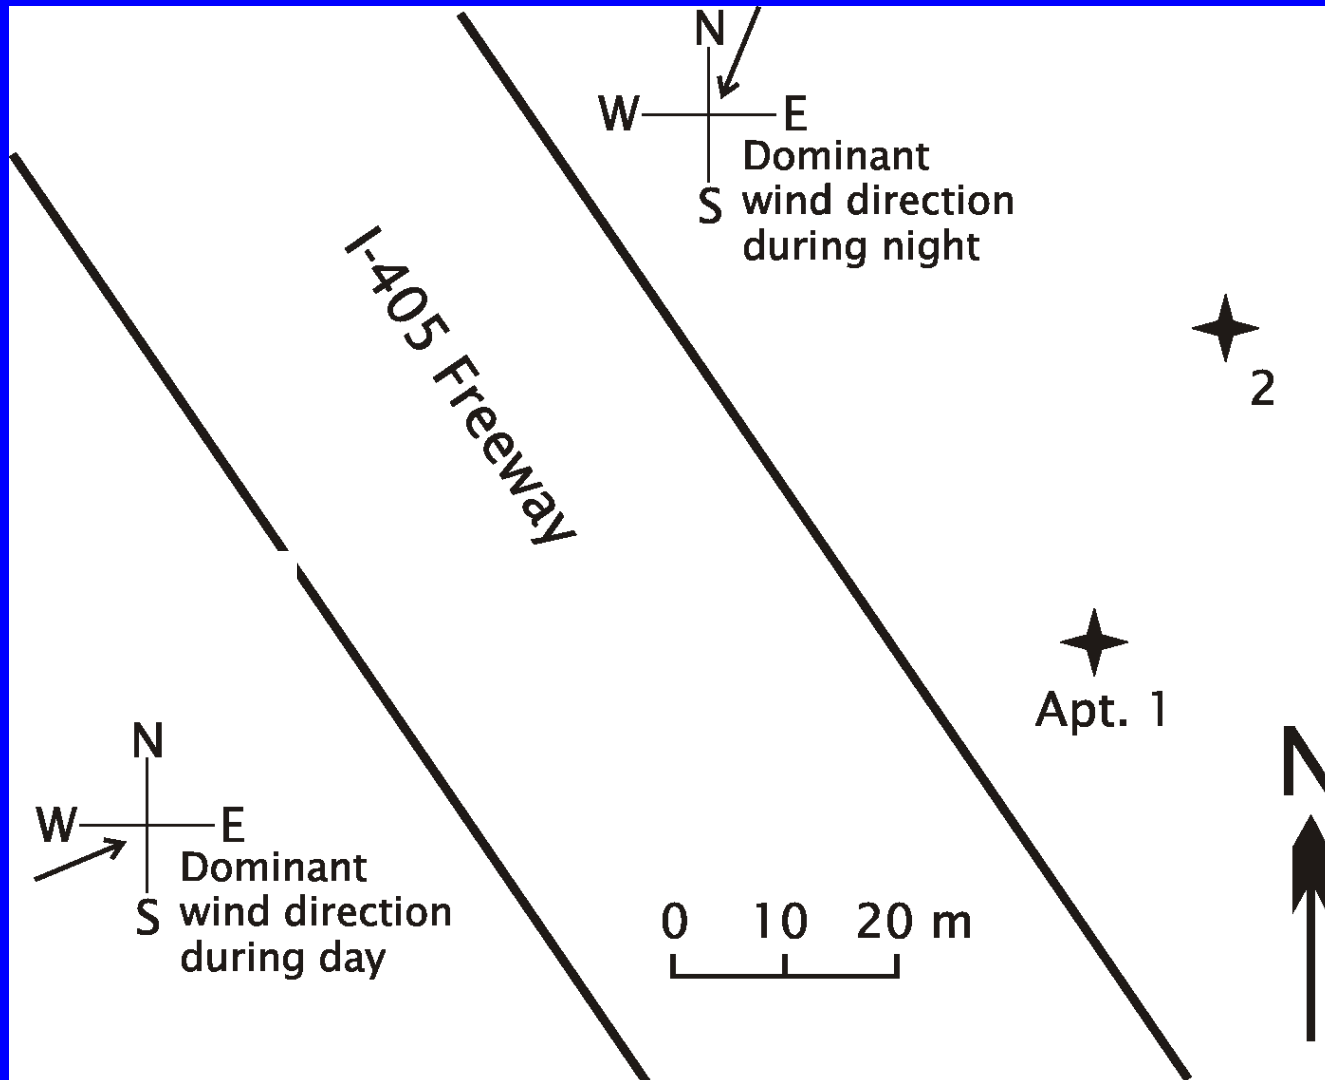 N
W E
S
Dominant
wind direction
during night
I-405 Freeway
2
Apt. 1
N
N
W E
S
Dominant
wind direction
during day
0 10 20 m